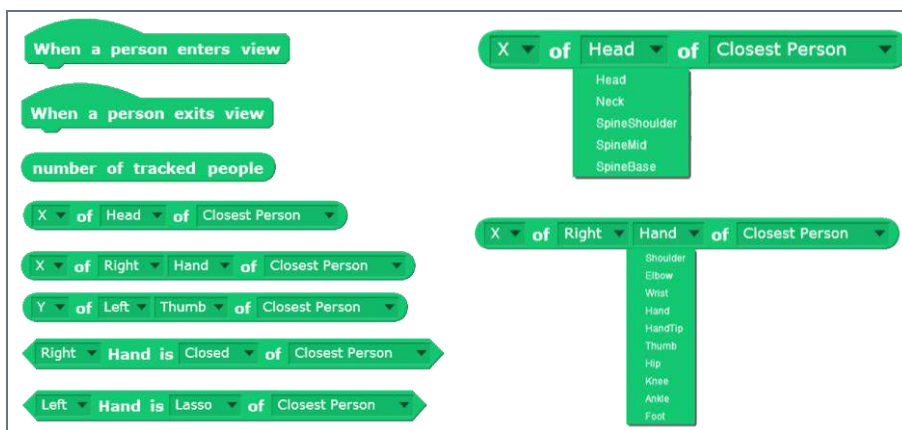 When a person enters view
When a person exits view
number of tracked people
X of Head of Closest Person
X of Right Hand of Closest Person
Y of Left Thumb of Closest Person
Right Hand is Closed of Closest Person
Left Hand is Lasso of Closest Person
X of Head of Closest Person
Head
Neck
SpineShoulder
SpineMid
SpineBase
X of Right Hand of Closest Person
Shoulder
Elbow
Wrist
Hand
HandTip
Thumb
Hip
Knee
Ankle
Foot